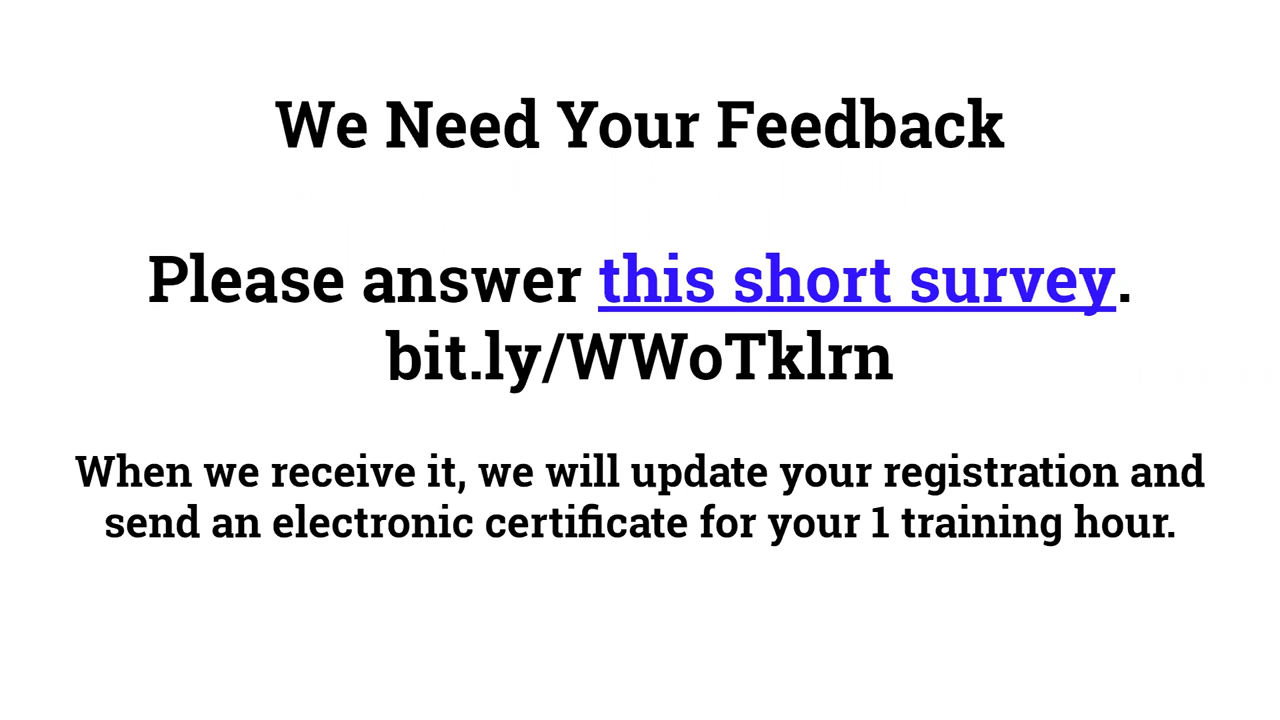 We Need Your Feedback
Please answer this short survey.
bit.ly/WWoTklrn
When we receive it, we will update your registration and
send an electronic certificate for your 1 training hour.